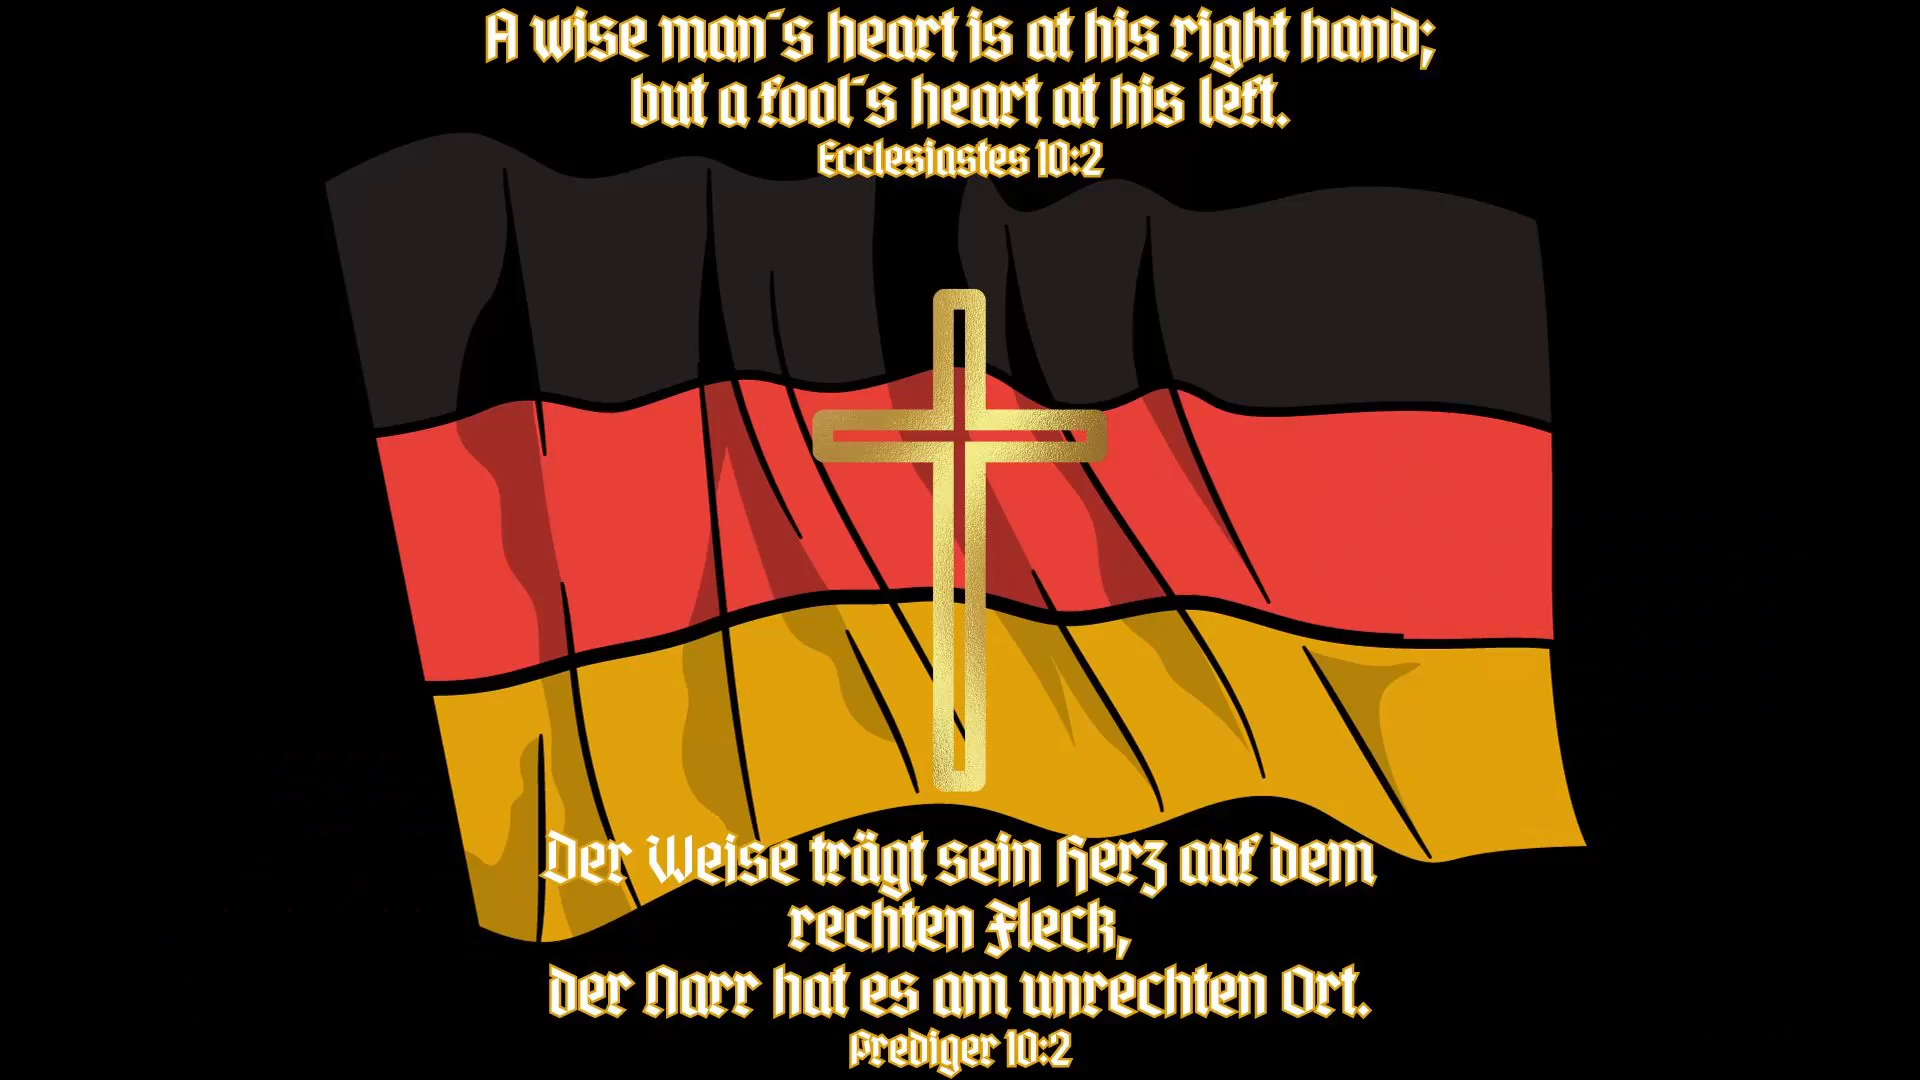 A wise man´s heart is at his right hand;
but a fool´s heart at his left.
Ecclesiastes 10:2
Der Weise trägt sein Herz auf dem
rechten Fleck,
der Narr hat es am unrechten Ort.
Prediger 10:2